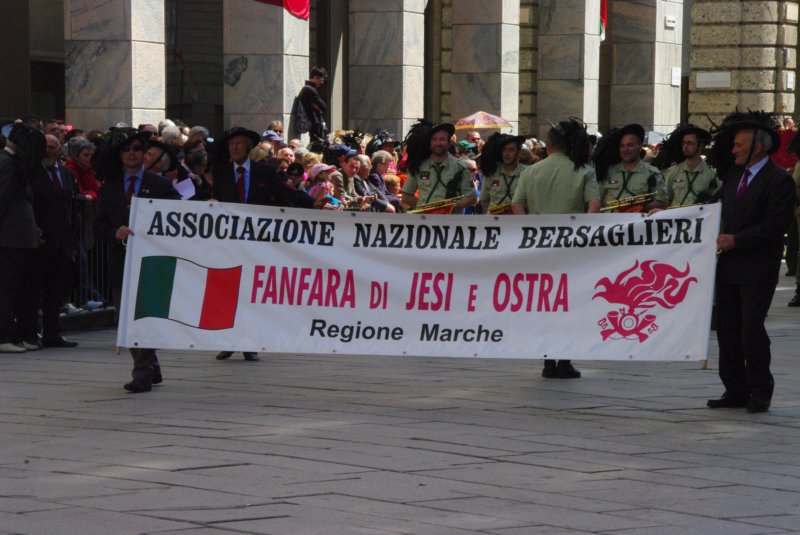 ASSOCIAZIONE NAZIONALE BERSAGLIERI
FANFARA DI JESI E OSTRA
Regione Marche